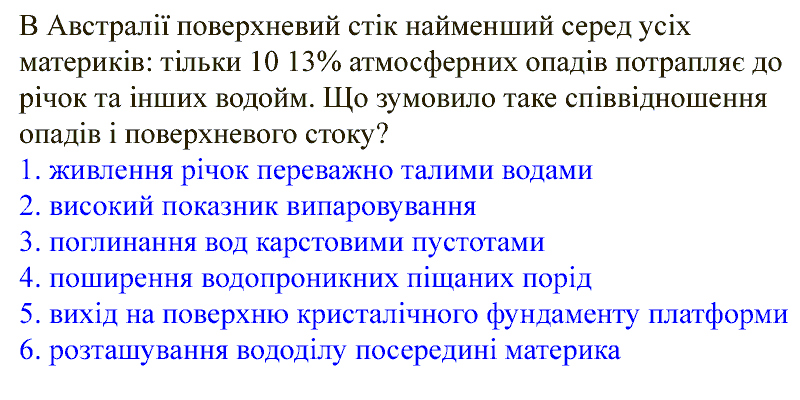 В Австралії поверхневий стік найменший серед усіх
материків: тільки 10 13% атмосферних опадів потрапляє до
річок та інших водойм. Що зумовило таке співвідношення
опадів і поверхневого стоку?
1. живлення річок переважно талими водами
2. високий показник випаровування
3. поглинання вод карстовими пустотами
4. поширення водопроникних піщаних порід
5. вихід на поверхню кристалічного фундаменту платформи
6. розташування вододілу посередині материка